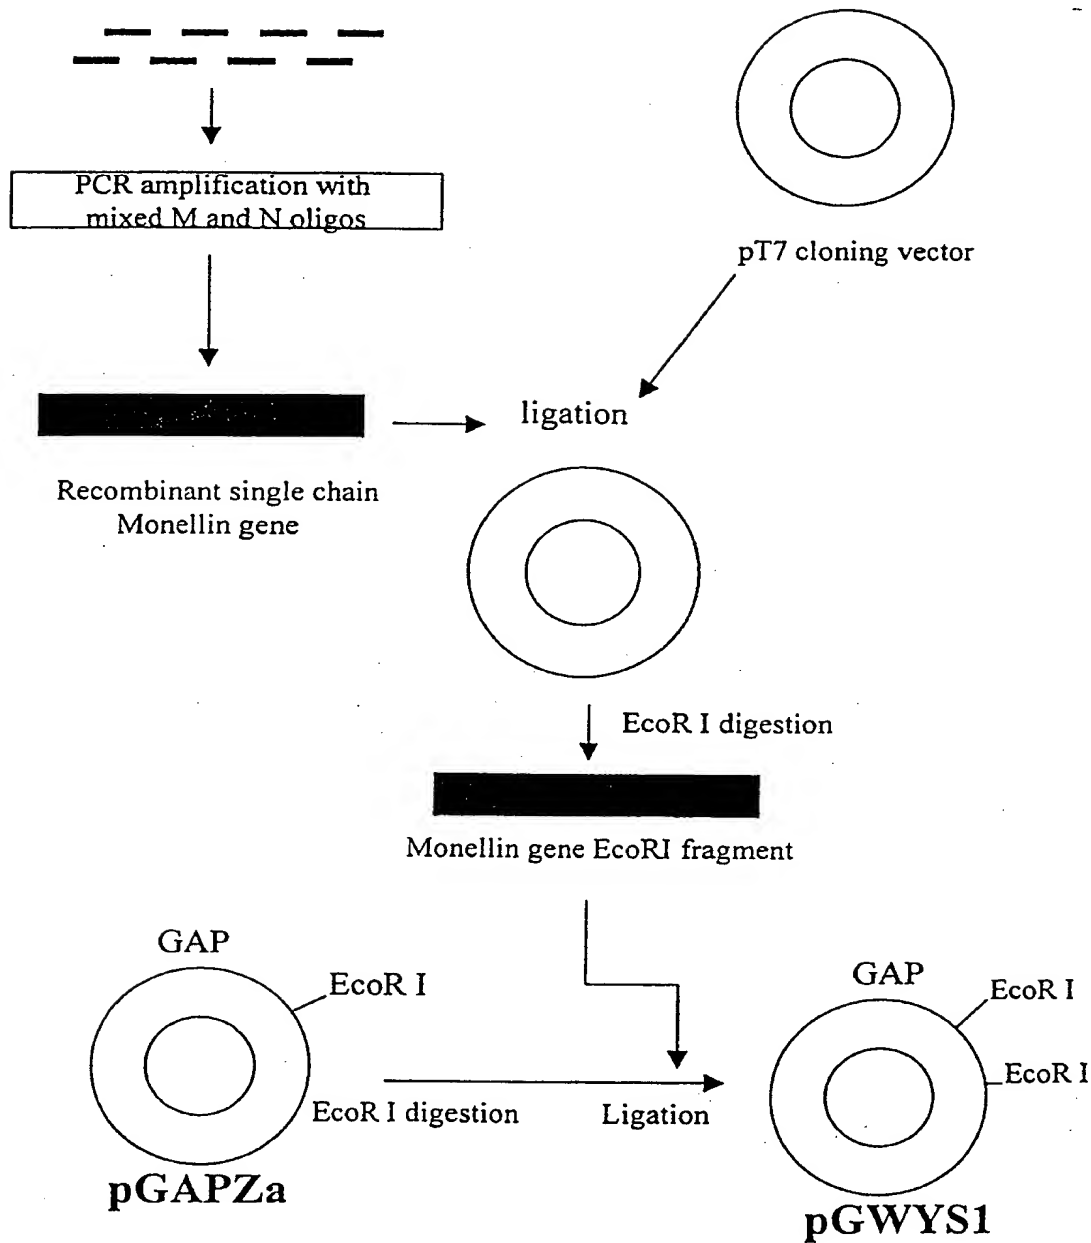 PCR amplification with
mixed M and N oligos
pT7 cloning vector
ligation
Recombinant single chain
Monellin gene
EcoR I digestion
Monellin gene EcoRI fragment
GAP
EcoR I
GAP
EcoR I
EcoR I
EcoR I digestion
Ligation
pGAPZa
pGWYS1